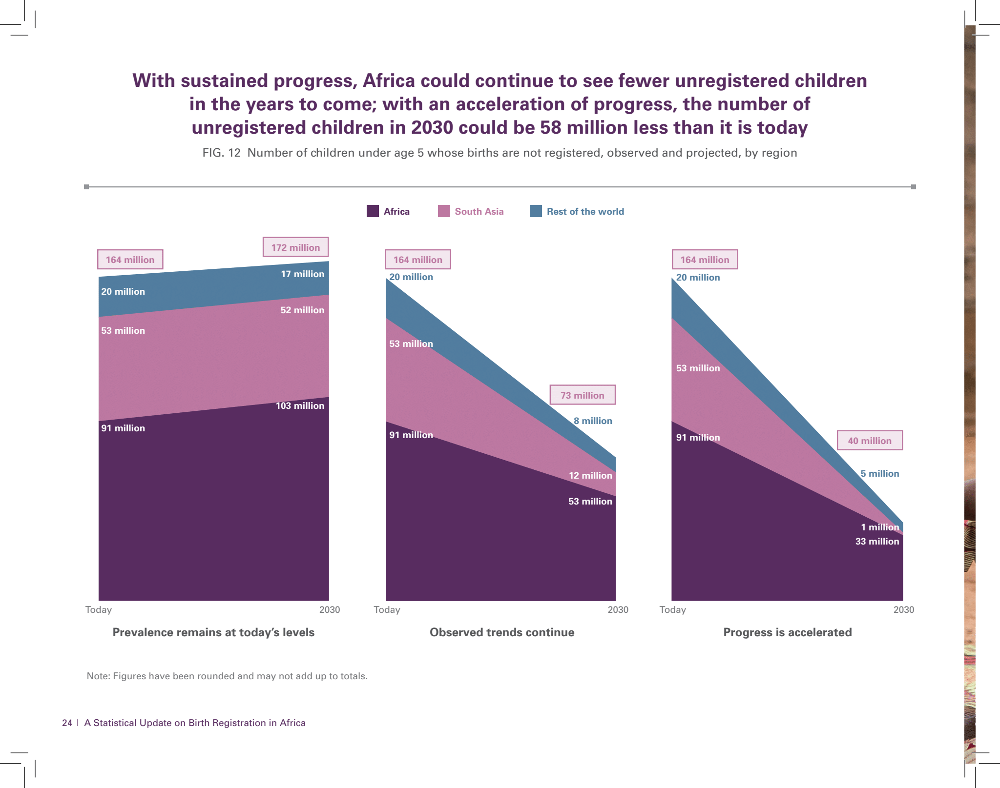 With sustained progress, Africa could continue to see fewer unregistered children
in the years to come; with an acceleration of progress, the number of
unregistered children in 2030 could be 58 million less than it is today
FIG. 12 Number of children under age 5 whose births are not registered, observed and projected, by region
Africa
South Asia
Rest of the world
164 million
172 million
20 million
17 million
53 million
52 million
91 million
103 million
Today
2030
Prevalence remains at today’s levels
164 million
20 million
53 million
91 million
73 million
8 million
12 million
53 million
Today
2030
Observed trends continue
164 million
20 million
53 million
91 million
40 million
5 million
1 million
33 million
Today
2030
Progress is accelerated
Note: Figures have been rounded and may not add up to totals.
24 | A Statistical Update on Birth Registration in Africa